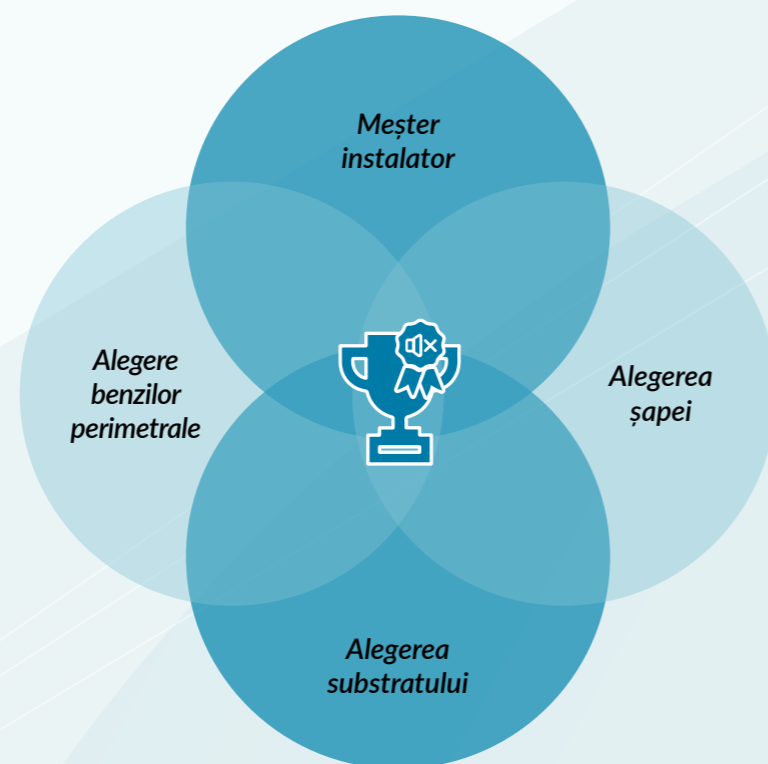 Meșter
instalator
Alegere
benzilor
perimetrale
Alegerea
șapei
Alegerea
substratului